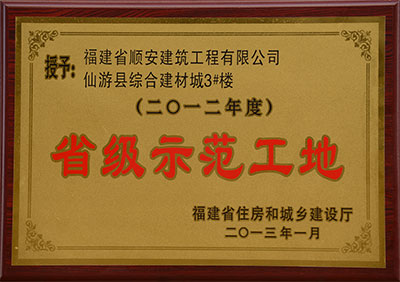 授予：福建省顺安建筑工程有限公司
仙游县综合建材城3#楼
（二〇一二年度）
省级示范工地
福建省住房和城乡建设厅
二〇一三年一月